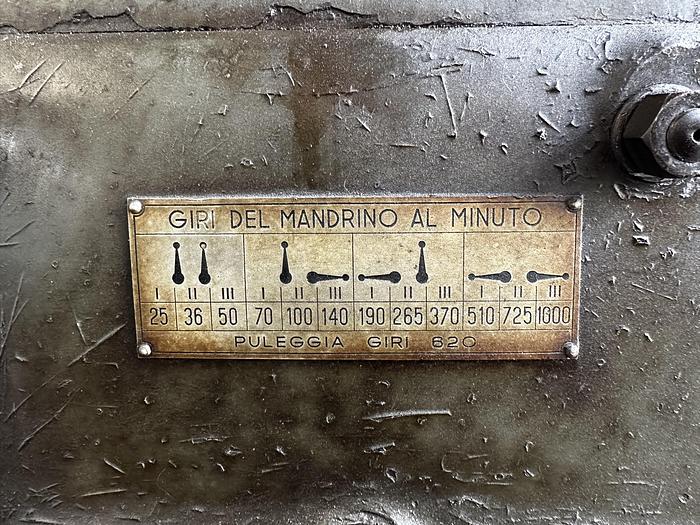 GIRI DEL MANDRINO AL MINUTO
I II III I II III I II III I II III
25 36 50 70 100 140 190 265 370 510 725 1000
PULEGGIA GIRI 620